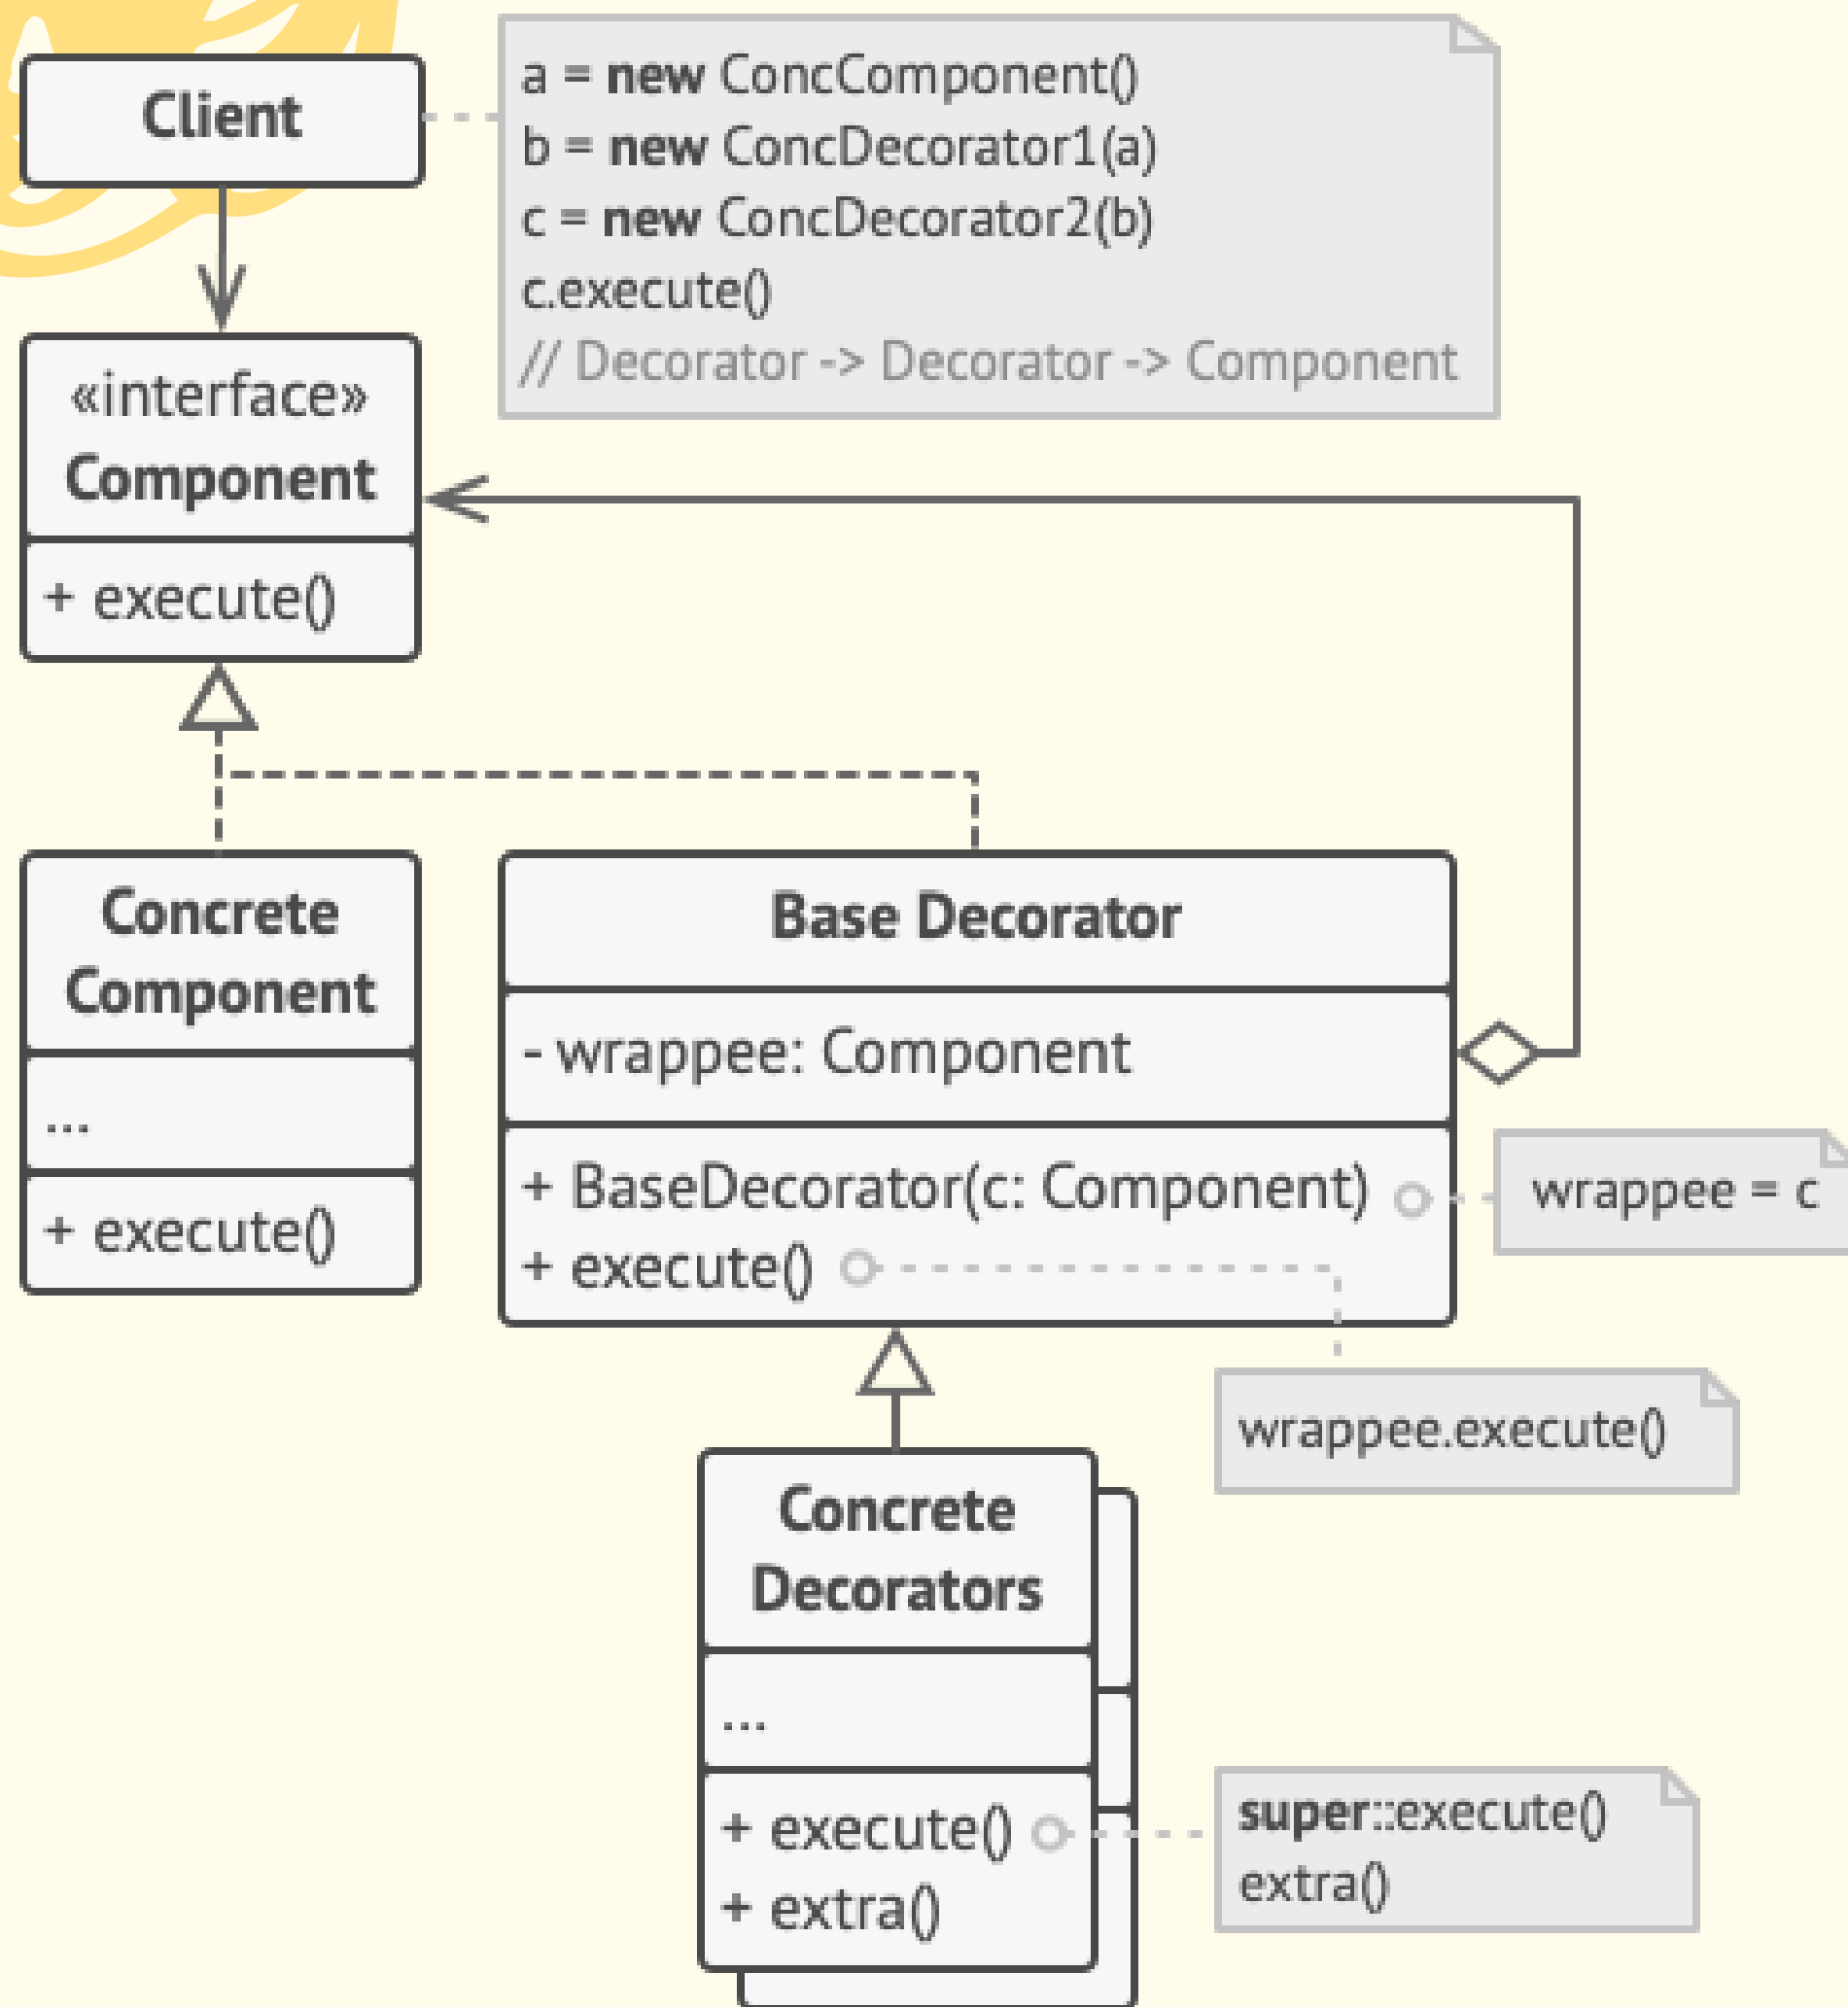 Client
a = new ConcComponent()
b = new ConcDecorator1(a)
c = new ConcDecorator2(b)
c.execute()
// Decorator -> Decorator -> Component
«interface»
Component
+ execute()
Concrete
Component
...
+ execute()
Base Decorator
- wrappee: Component
+ BaseDecorator(c: Component)
+ execute()
wrappee = c
wrappee.execute()
Concrete
Decorators
...
+ execute()
+ extra()
super::execute()
extra()